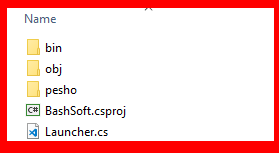 Name
bin
obj
pesho
BashSoft.csproj
Launcher.cs